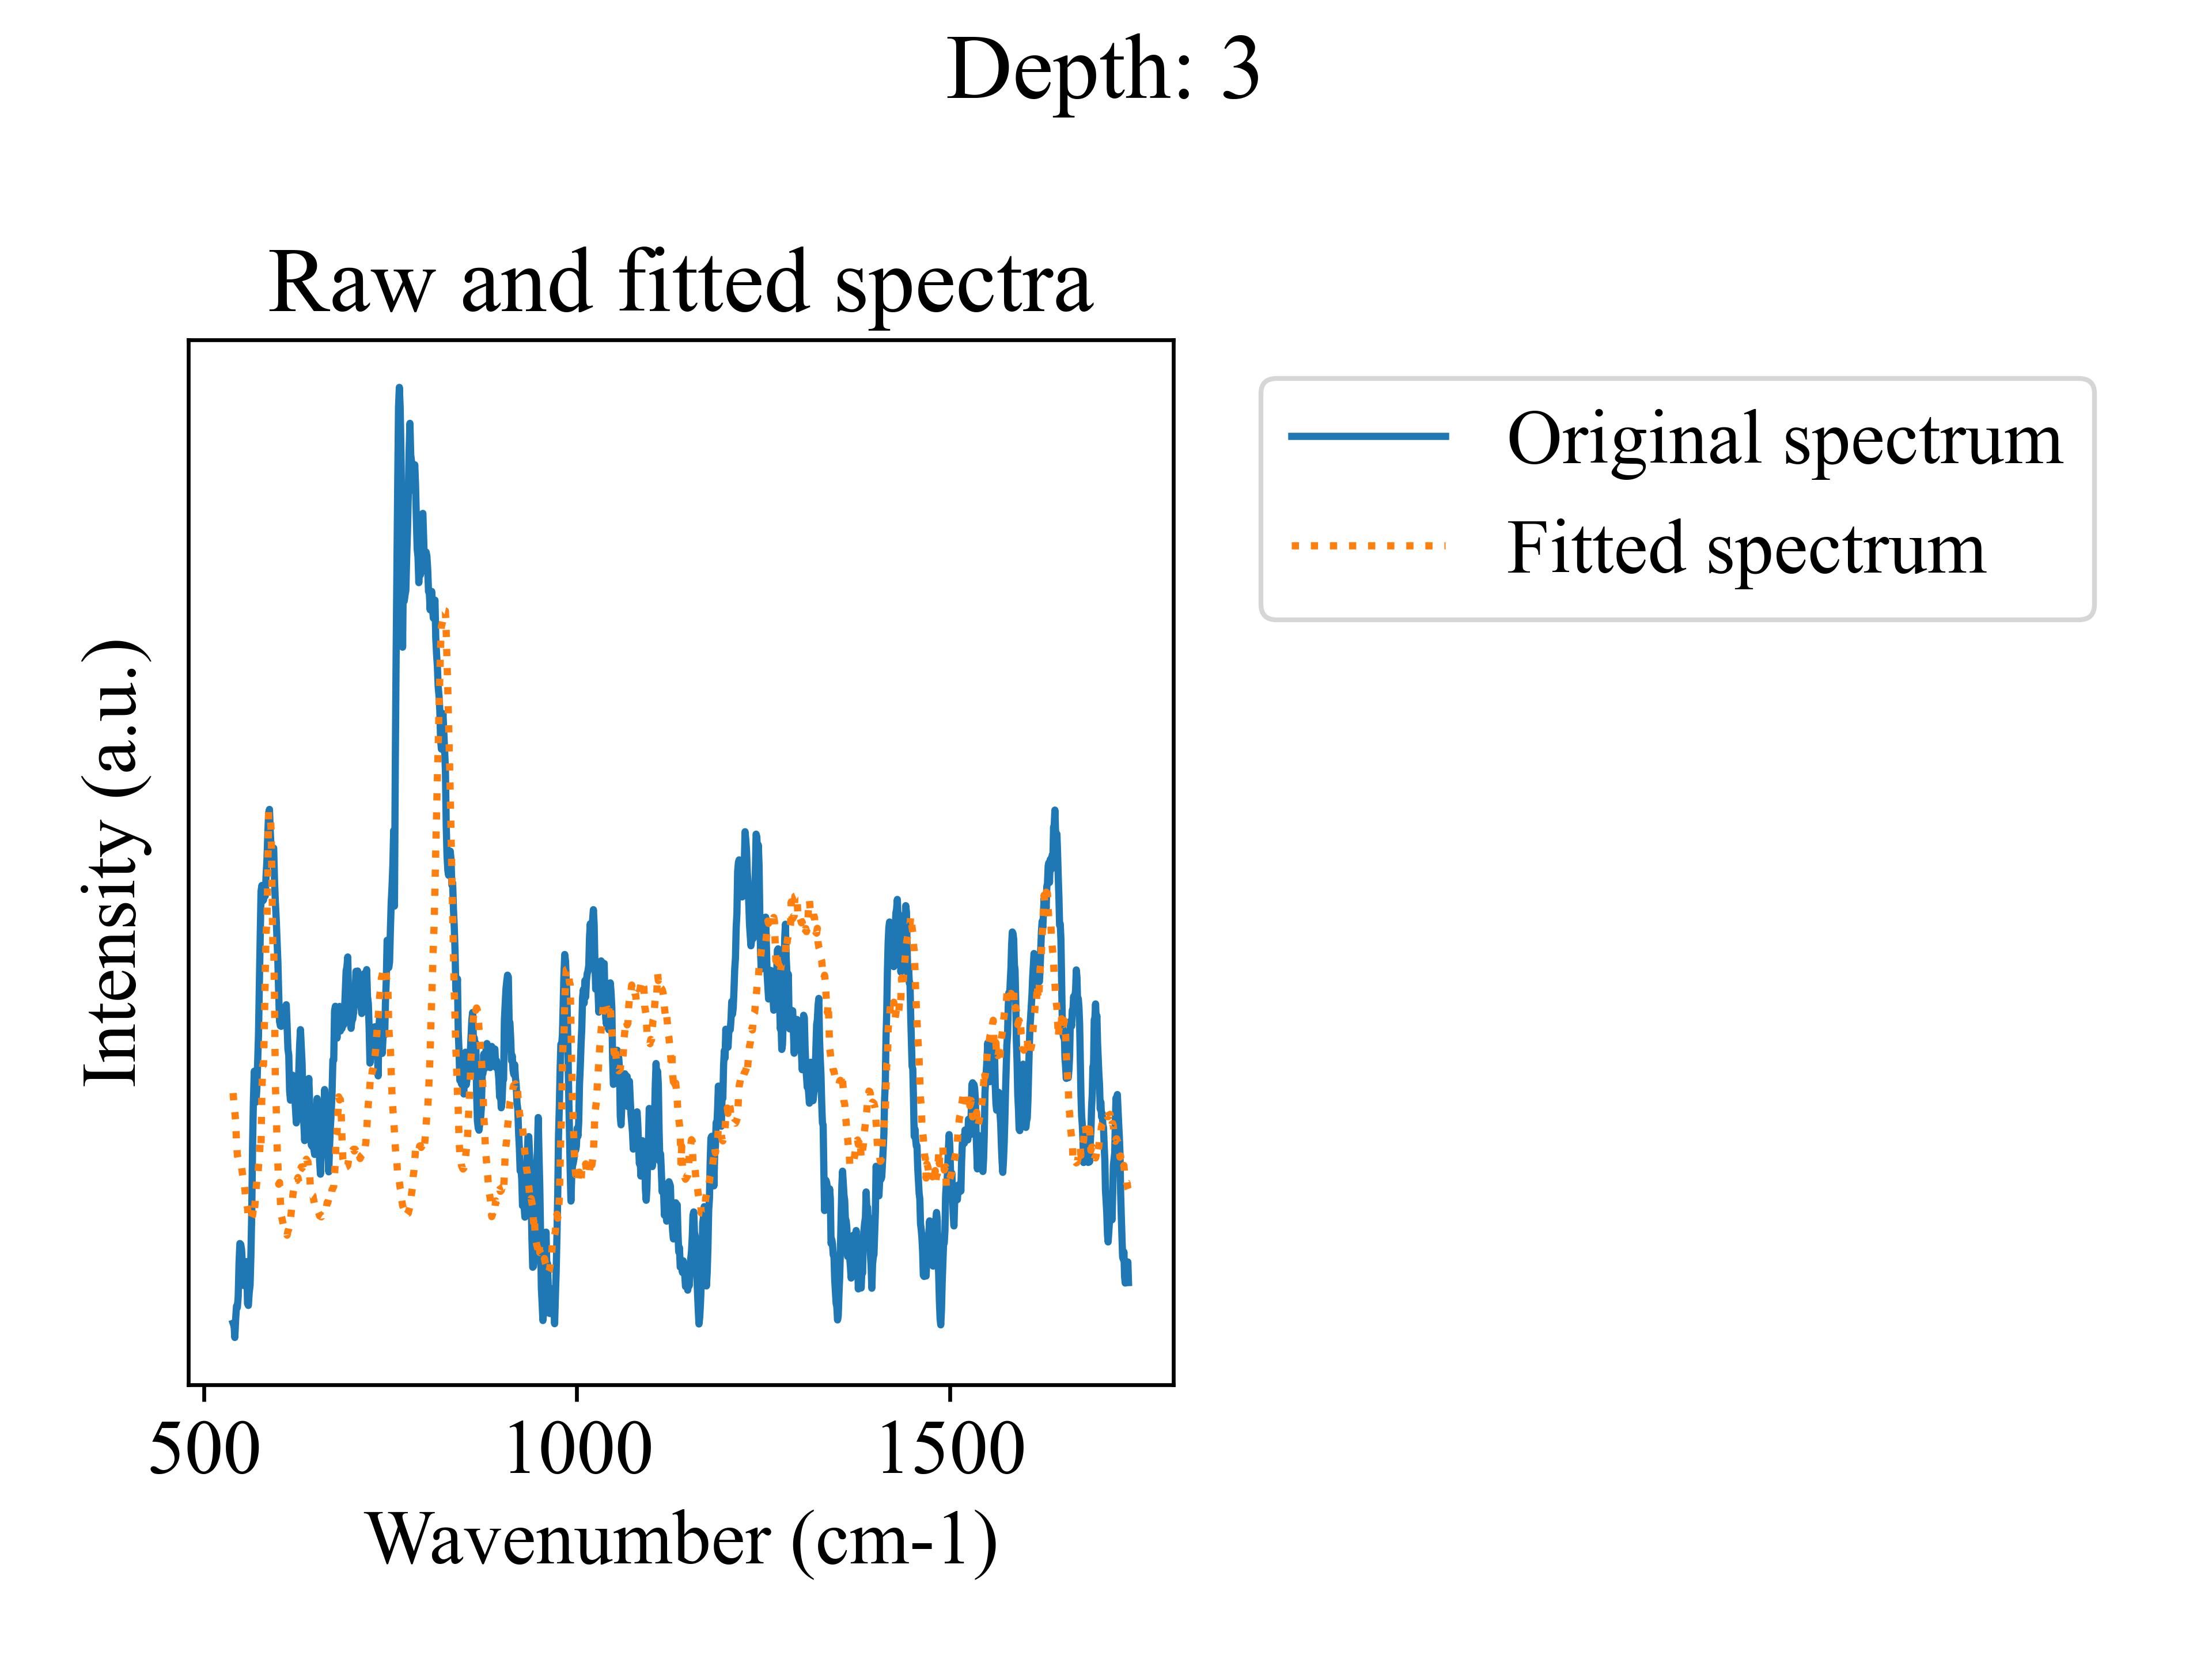 Depth: 3
Raw and fitted spectra
Original spectrum
Fitted spectrum
Intensity (a.u.)
500 1000 1500
Wavenumber (cm-1)